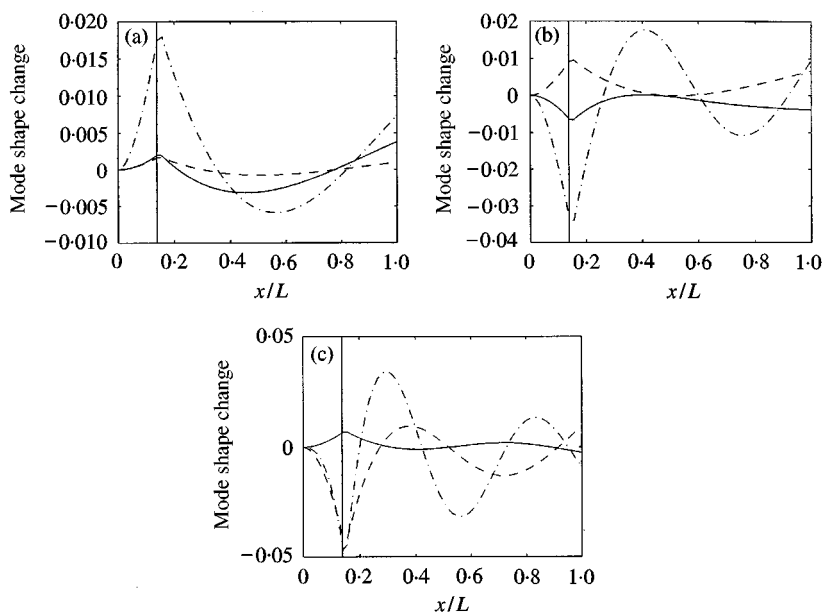 (a)
Mode shape change
0·020
0·015
0·010
0·005
0
−0·005
−0·010
0 0·2 0·4 0·6 0·8 1·0
x/L
(b)
Mode shape change
0·02
0·01
0
−0·01
−0·02
−0·03
−0·04
0 0·2 0·4 0·6 0·8 1·0
x/L
(c)
Mode shape change
0·05
0
−0·05
0 0·2 0·4 0·6 0·8 1·0
x/L